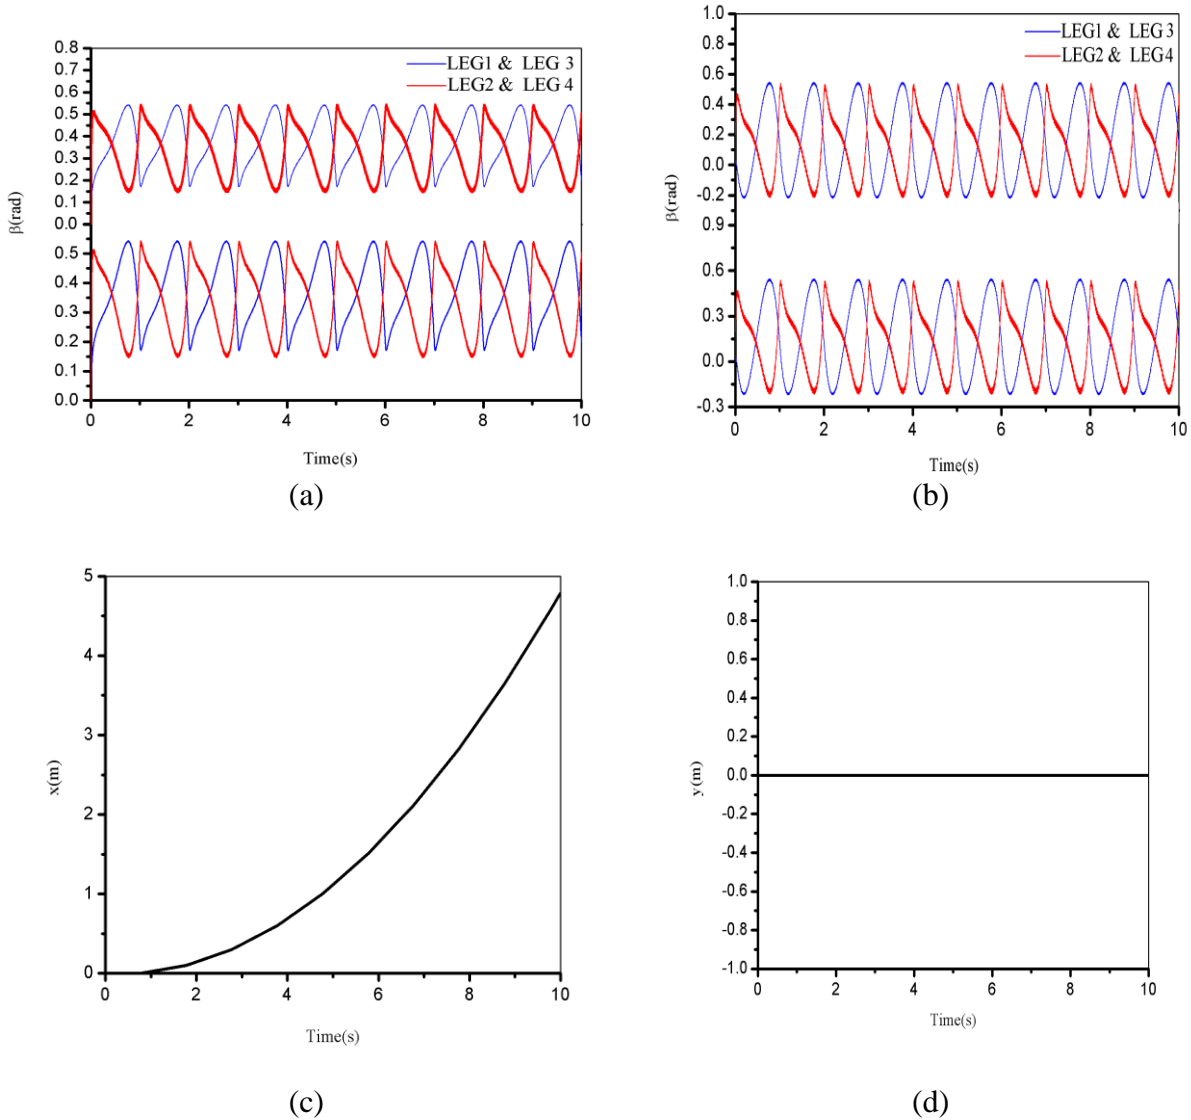 0.8
0.7
0.6
0.5
0.4
0.3
0.2
0.1
0.0
0.5
0.4
0.3
0.2
0.1
0.0
β(rad)
LEG1 & LEG 3
LEG2 & LEG 4
0 2 4 6 8 10
Time(s)
(a)
1.0
0.8
0.6
0.4
0.2
0.0
-0.2
0.9
0.6
0.3
0.0
-0.3
β(rad)
LEG1 & LEG3
LEG2 & LEG4
0 2 4 6 8 10
Time(s)
(b)
5
4
3
2
1
0
x(m)
0 2 4 6 8 10
Time(s)
(c)
1.0
0.8
0.6
0.4
0.2
0.0
-0.2
-0.4
-0.6
-0.8
-1.0
y(m)
0 2 4 6 8 10
Time(s)
(d)